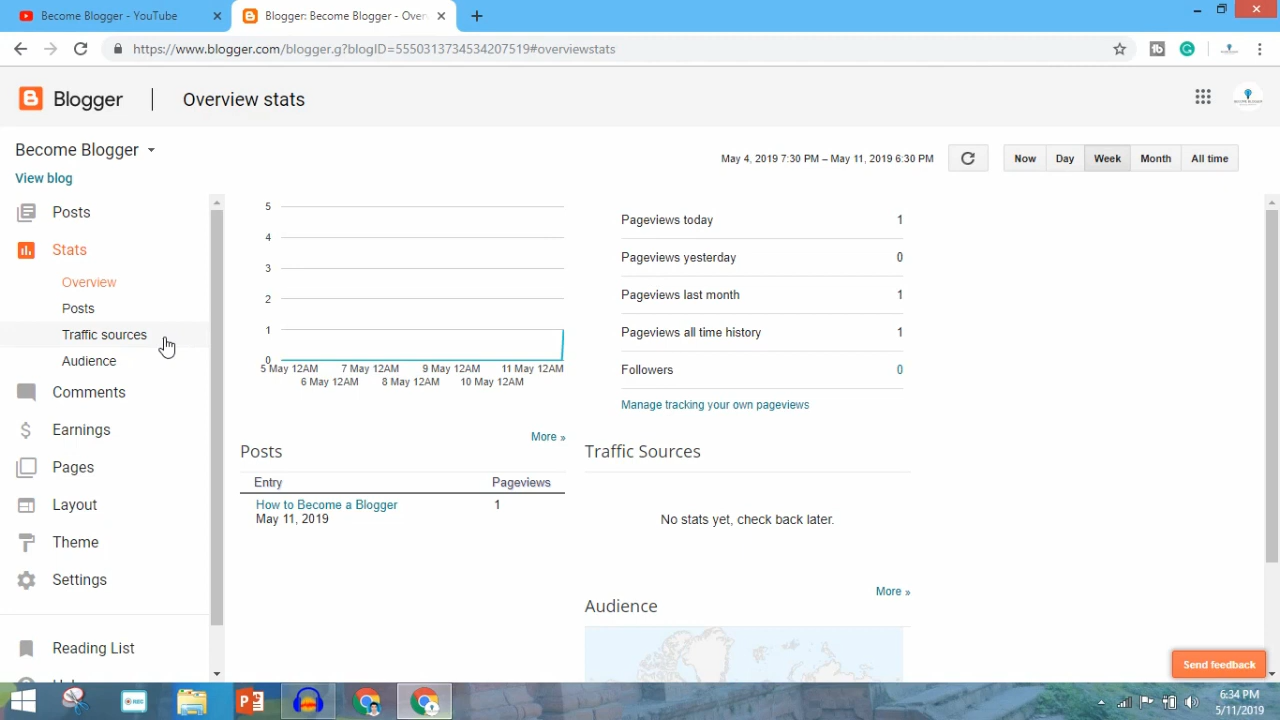 Become Blogger - YouTube
Blogger: Become Blogger - Over
https://www.blogger.com/blogger.g?blogID=5550313734534207519#overviewstats
Blogger
Overview stats
Become Blogger
View blog
May 4, 2019 7:30 PM – May 11, 2019 6:30 PM
Now
Day
Week
Month
All time
Posts
Stats
Overview
Posts
Traffic sources
Audience
Comments
Earnings
Pages
Layout
Theme
Settings
Reading List
5
4
3
2
1
0
5 May 12AM
7 May 12AM
9 May 12AM
11 May 12AM
6 May 12AM
8 May 12AM
10 May 12AM
Pageviews today 1
Pageviews yesterday 0
Pageviews last month 1
Pageviews all time history 1
Followers 0
Manage tracking your own pageviews
More »
Posts
Entry Pageviews
How to Become a Blogger 1
May 11, 2019
Traffic Sources
No stats yet, check back later.
More »
Audience
Send feedback
6:34 PM
5/11/2019